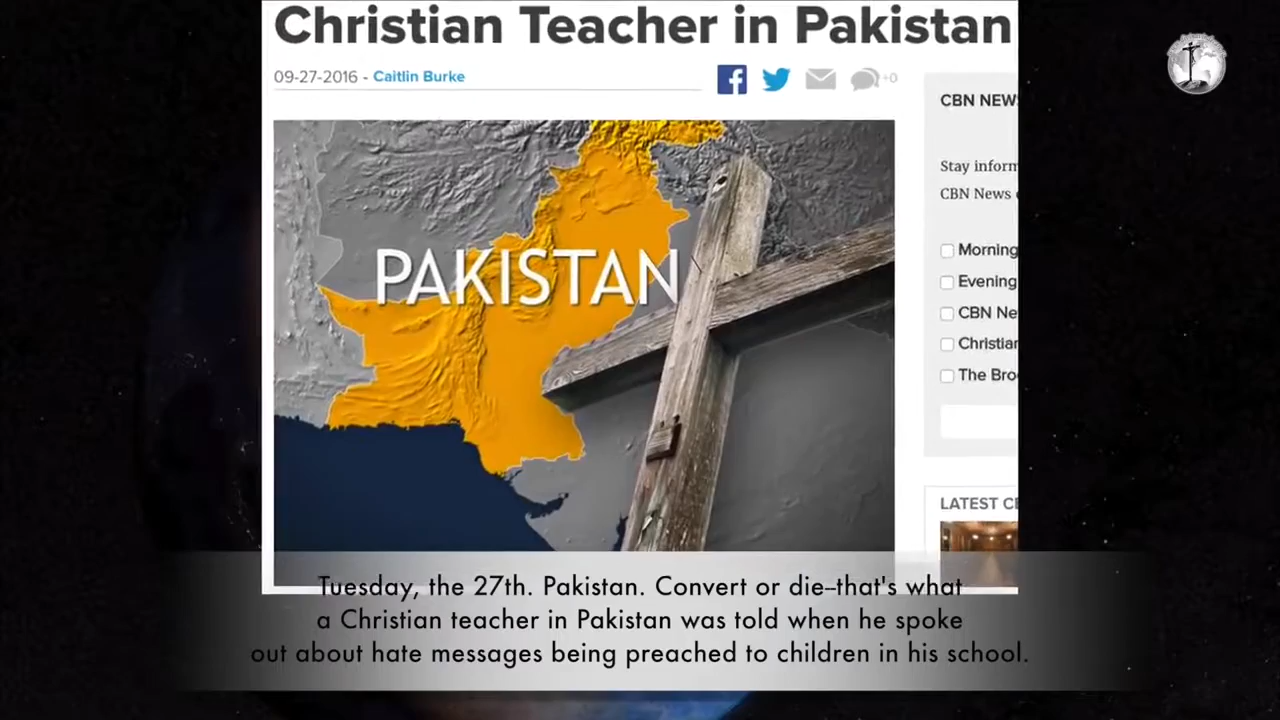 Christian Teacher in Pakistan
09-27-2016 - Caitlin Burke
+0
PAKISTAN
CBN NEWS
Stay inform
CBN News
Morning
Evening
CBN Ne
Christian
The Bro
LATEST C
Tuesday, the 27th. Pakistan. Convert or die–that's what
a Christian teacher in Pakistan was told when he spoke
out about hate messages being preached to children in his school.